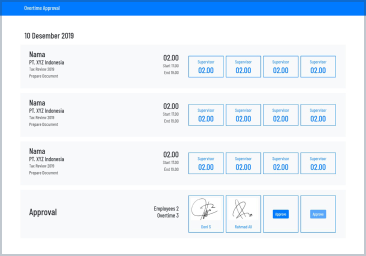 Overtime Approval
10 Desember 2019
Nama
PT. XYZ Indonesia
Tax Review 2019
Prepare Document
02.00
Start 17.00
End 19.00
Supervisor
02.00
Supervisor
02.00
Supervisor
02.00
Supervisor
02.00
Nama
PT. XYZ Indonesia
Tax Review 2019
Prepare Document
02.00
Start 17.00
End 19.00
Supervisor
02.00
Supervisor
02.00
Supervisor
02.00
Supervisor
02.00
Nama
PT. XYZ Indonesia
Tax Review 2019
Prepare Document
02.00
Start 17.00
End 19.00
Supervisor
02.00
Supervisor
02.00
Supervisor
02.00
Supervisor
02.00
Approval
Employees 2
Overtime 3
Approve
Approve